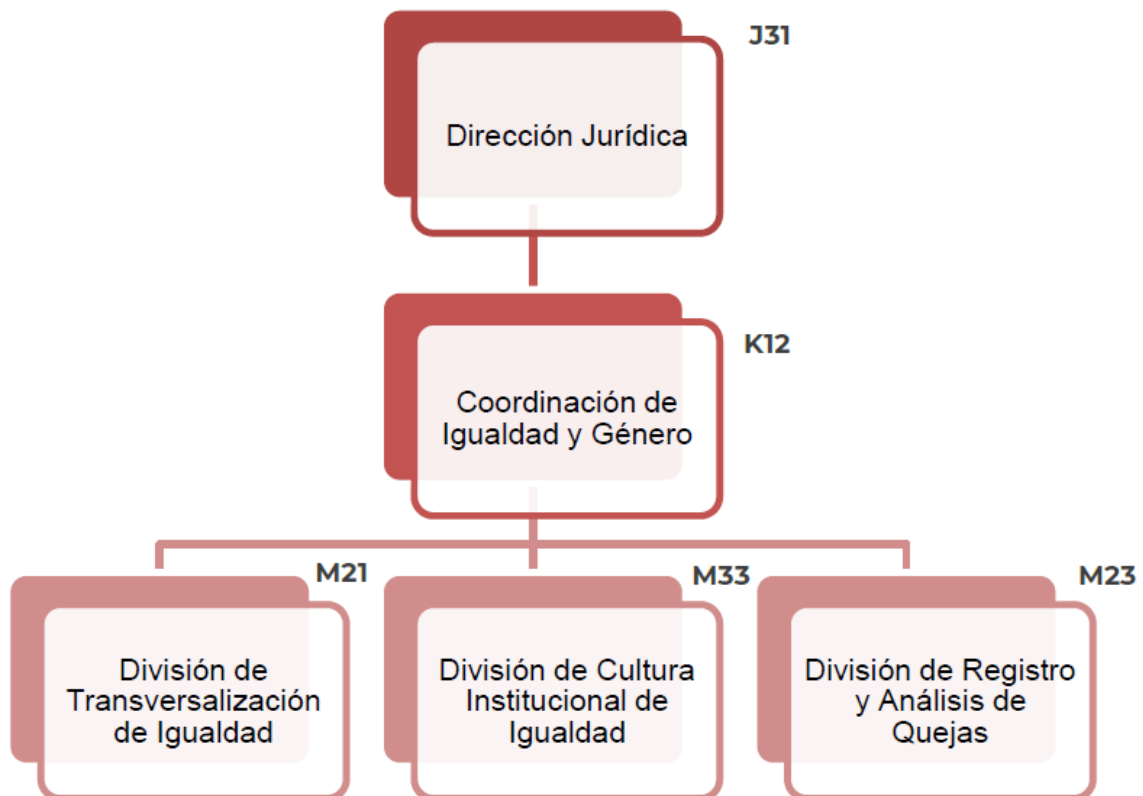 J31
Dirección Jurídica
K12
Coordinación de
Igualdad y Género
M21
División de
Transversalización
de Igualdad
M33
División de Cultura
Institucional de
Igualdad
M23
División de Registro
y Análisis de
Quejas